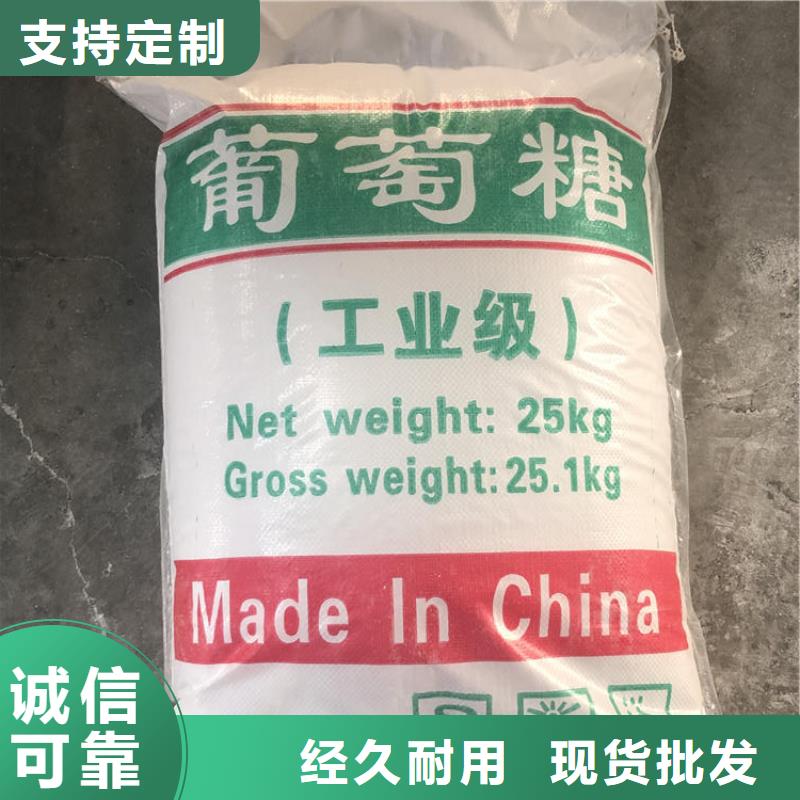 支持定制
葡萄糖
(工业级)
Net weight: 25kg
Gross weight: 25.1kg
Made In China
诚信
可靠
经久耐用 现货批发